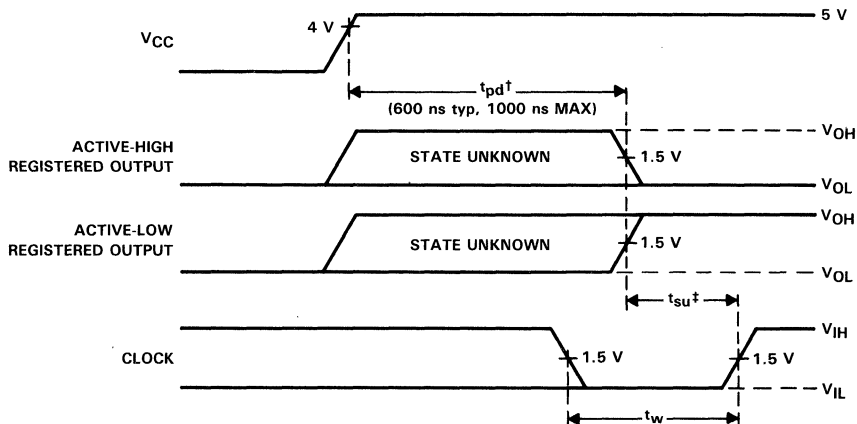 5 V
4 V
VCC
tpd†
(600 ns typ, 1000 ns MAX)
VOH
ACTIVE-HIGH
REGISTERED OUTPUT
STATE UNKNOWN
1.5 V
VOL
VOH
ACTIVE-LOW
REGISTERED OUTPUT
STATE UNKNOWN
1.5 V
VOL
tsu‡
VIH
CLOCK
1.5 V
1.5 V
VIL
tw